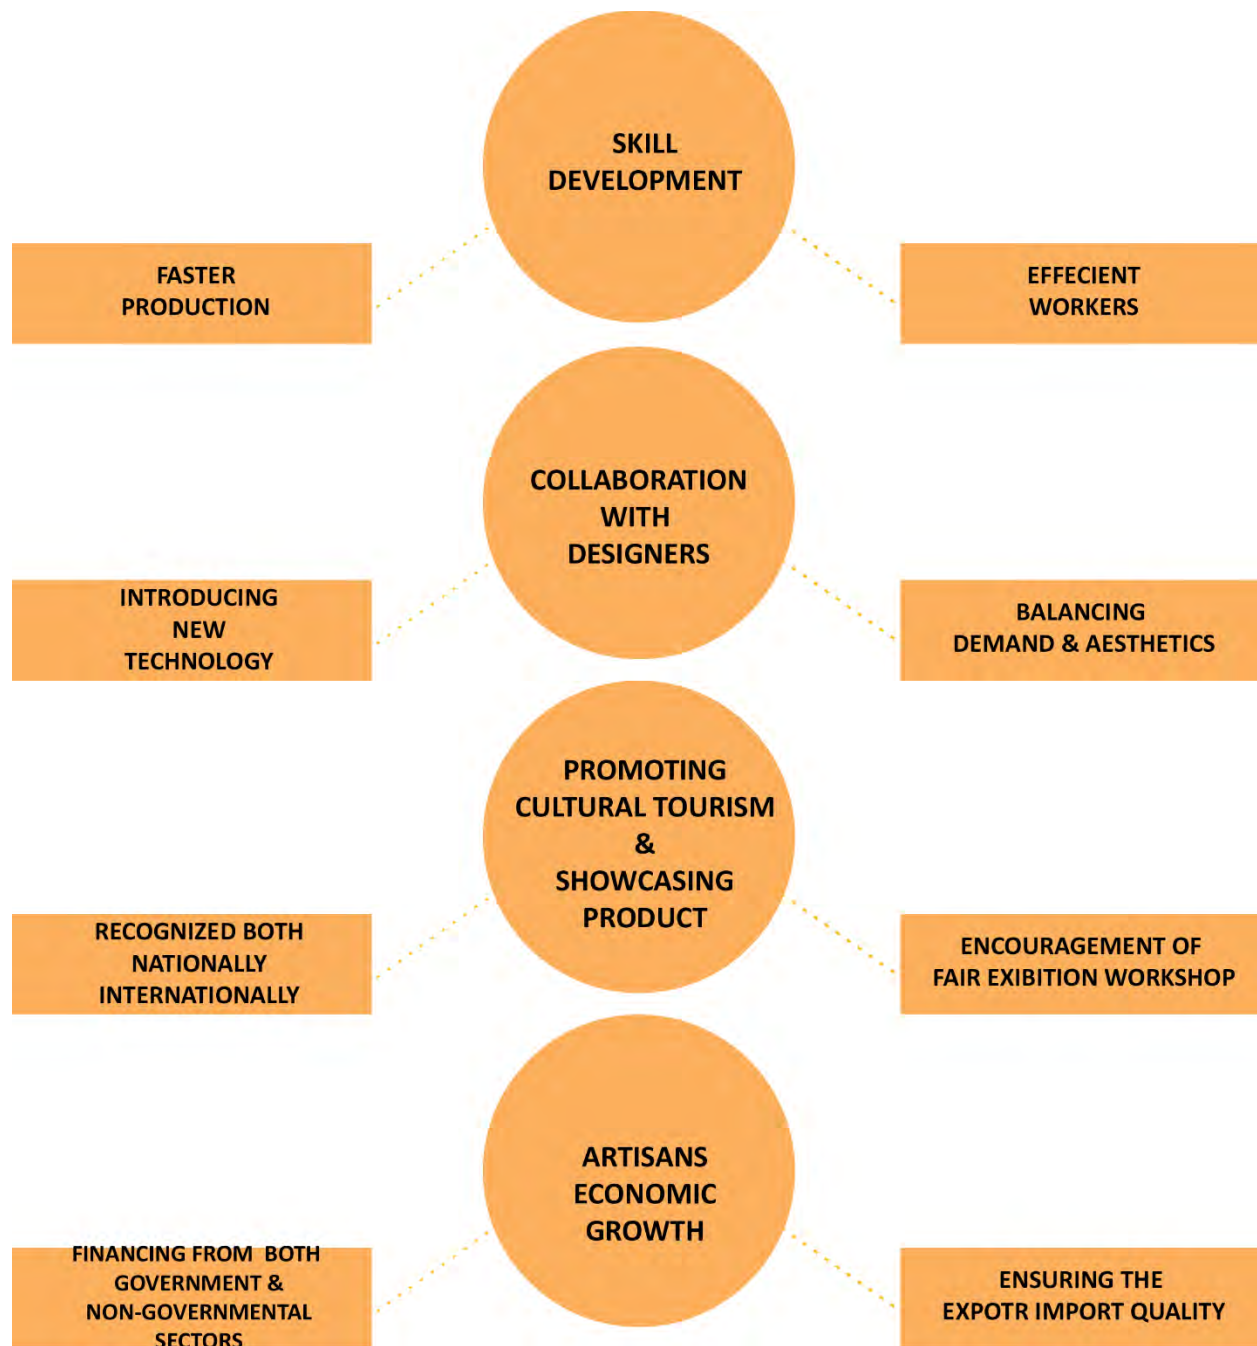 SKILL
DEVELOPMENT
FASTER
PRODUCTION
EFFECIENT
WORKERS
COLLABORATION
WITH
DESIGNERS
INTRODUCING
NEW
TECHNOLOGY
BALANCING
DEMAND & AESTHETICS
PROMOTING
CULTURAL TOURISM
&
SHOWCASING
PRODUCT
RECOGNIZED BOTH
NATIONALLY
INTERNATIONALLY
ENCOURAGEMENT OF
FAIR EXIBITION WORKSHOP
ARTISANS
ECONOMIC
GROWTH
FINANCING FROM BOTH
GOVERNMENT &
NON-GOVERNMENTAL
SECTORS
ENSURING THE
EXPOTR IMPORT QUALITY